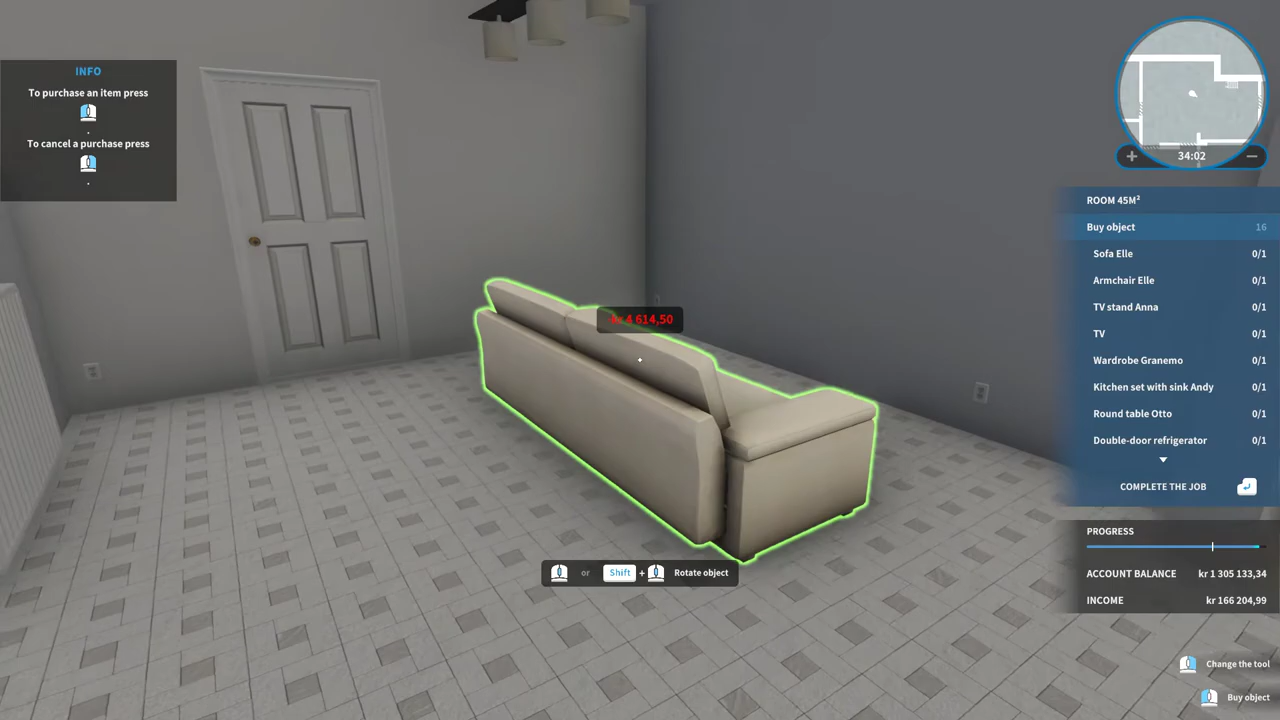 INFO
To purchase an item press
.
To cancel a purchase press
.
34:02
ROOM 45M²
Buy object 16
Sofa Elle 0/1
Armchair Elle 0/1
TV stand Anna 0/1
TV 0/1
Wardrobe Granemo 0/1
Kitchen set with sink Andy 0/1
Round table Otto 0/1
Double-door refrigerator 0/1
COMPLETE THE JOB
-kr 4 614,50
or Shift + Rotate object
PROGRESS
ACCOUNT BALANCE kr 1 305 133,34
INCOME kr 166 204,99
Change the tool
Buy object